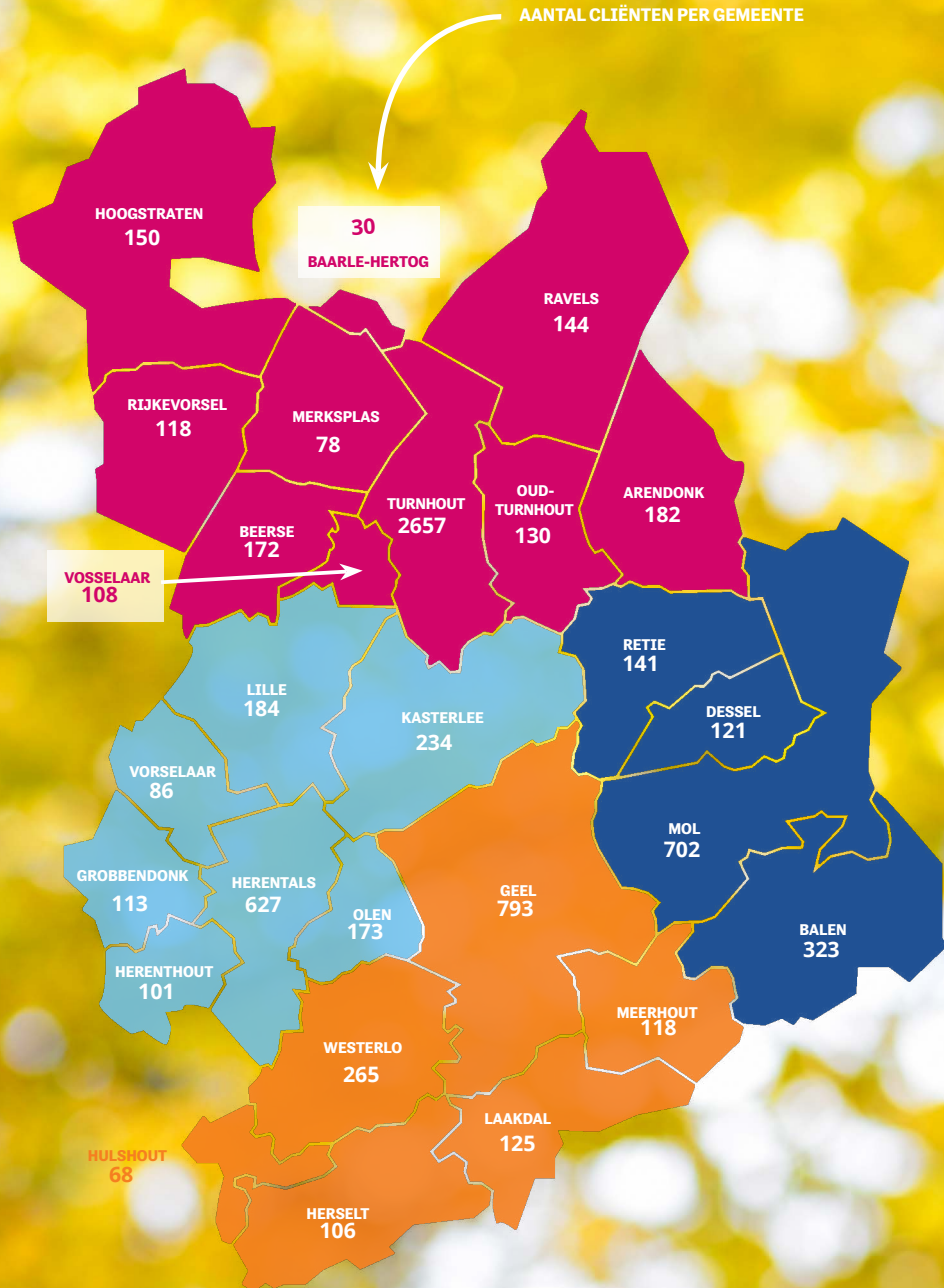 AANTAL CLIËNTEN PER GEMEENTE
HOOGSTRATEN
150
30
BAARLE-HERTOG
RAVELS
144
RIJKEVORSEL
118
MERKSPLAS
78
TURNHOUT
2657
OUD-
TURNHOUT
130
ARENDONK
182
BEERSE
172
VOSSELAAR
108
RETIE
141
LILLE
184
KASTERLEE
234
DESSEL
121
VORSELAAR
86
MOL
702
GROBBENDONK
113
HERENTALS
627
GEEL
793
OLEN
173
BALEN
323
HERENTHOUT
101
MEERHOUT
118
WESTERLO
265
LAAKDAL
125
HULSHOUT
68
HERSELT
106